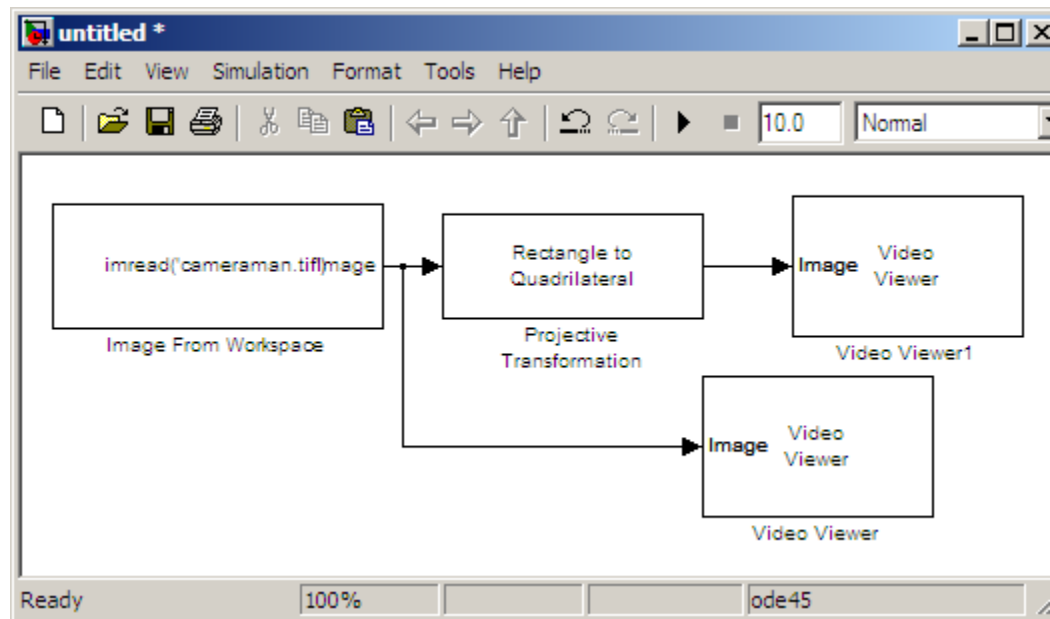 untitled *
File Edit View Simulation Format Tools Help
10.0 Normal
imread('cameraman.tif Image
Image From Workspace
Rectangle to
Quadrilateral
Projective
Transformation
Image Video
Viewer
Video Viewer1
Image Video
Viewer
Video Viewer
Ready 100% ode45